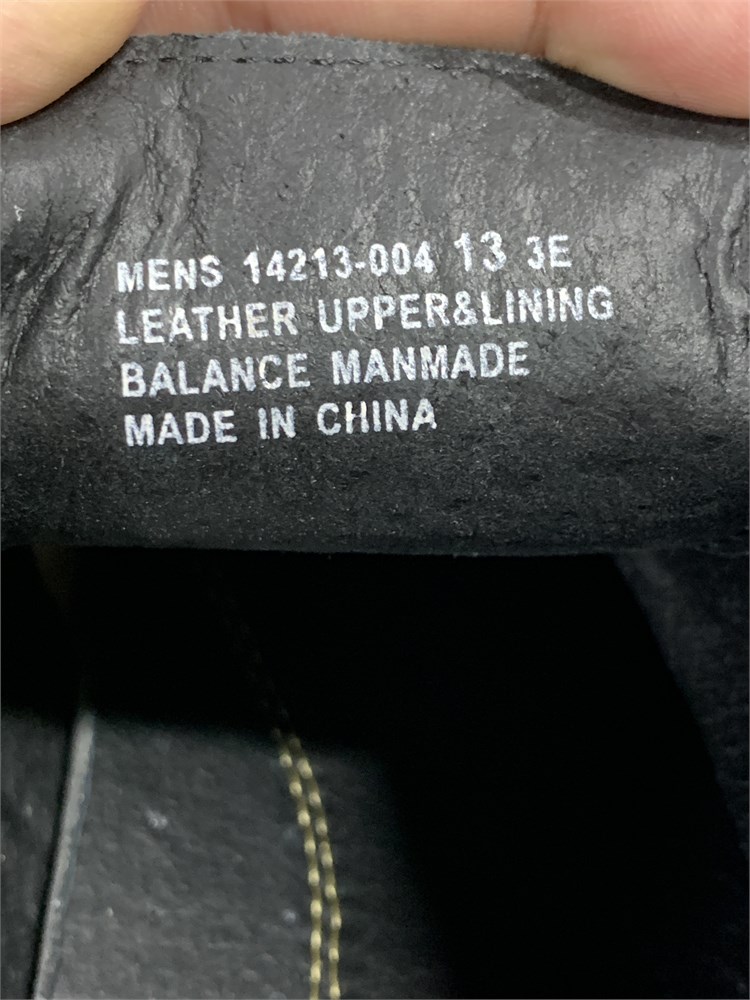 MENS 14213-004 13 3E
LEATHER UPPER&LINING
BALANCE MANMADE
MADE IN CHINA